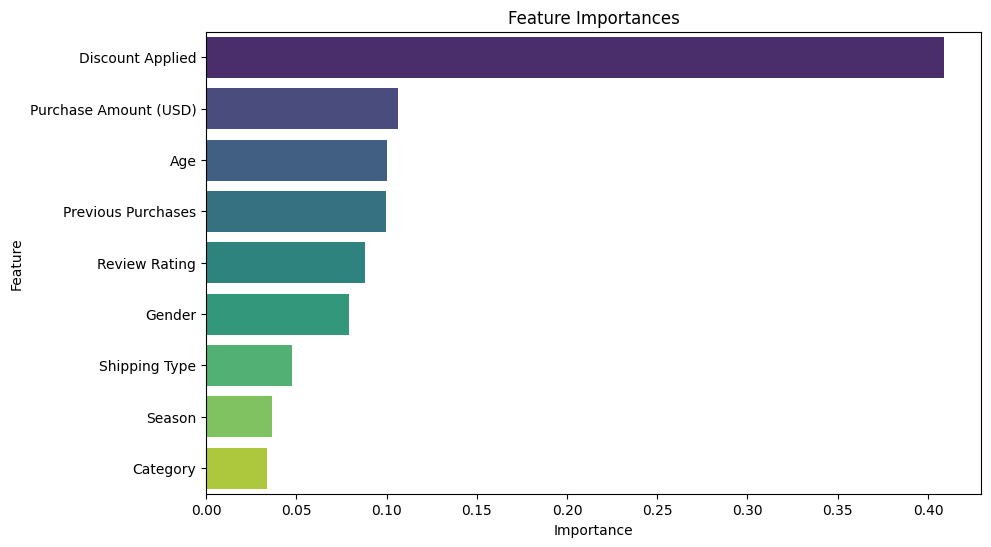 Feature Importances
Feature
Discount Applied
Purchase Amount (USD)
Age
Previous Purchases
Review Rating
Gender
Shipping Type
Season
Category
0.00 0.05 0.10 0.15 0.20 0.25 0.30 0.35 0.40
Importance